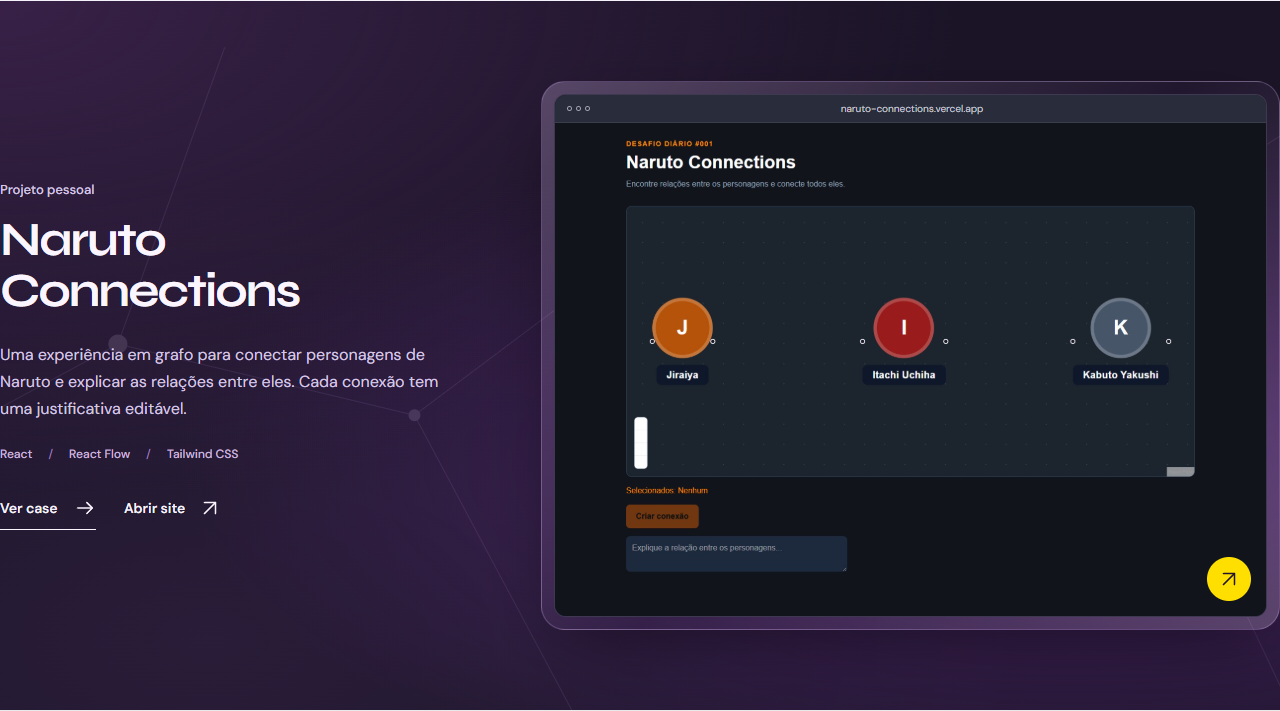 Projeto pessoal
Naruto
Connections
Uma experiência em grafo para conectar personagens de
Naruto e explicar as relações entre eles. Cada conexão tem
uma justificativa editável.
React / React Flow / Tailwind CSS
Ver case
Abrir site
naruto-connections.vercel.app
DESAFIO DIÁRIO #001
Naruto Connections
Encontre relações entre os personagens e conecte todos eles.
J
I
K
Jiraiya
Itachi Uchiha
Kabuto Yakushi
Selecionados: Nenhum
Criar conexão
Explique a relação entre os personagens...